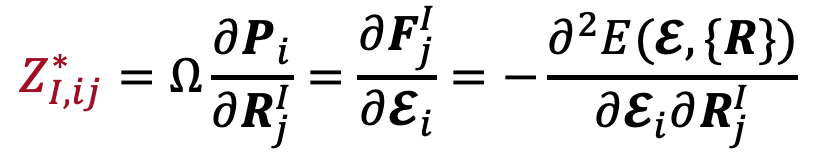 Z^*_{I,ij} = Ω ∂P_i/∂R^I_j = ∂F^I_j/∂ℰ_i = − ∂²E(ℰ,{R})/∂ℰ_i∂R^I_j